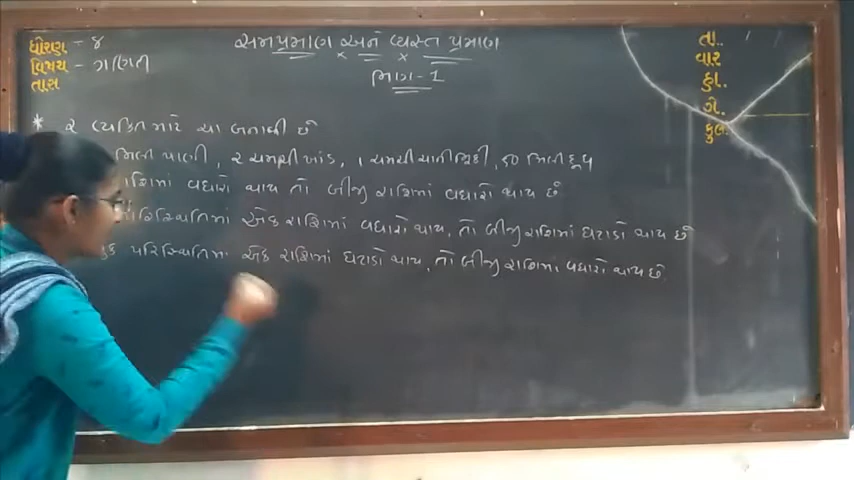 ધોરણ - ૪
વિષય - ગણિત
તાસ
સમપ્રમાણ અને વ્યસ્ત પ્રમાણ
ભાગ-1
તા..
વાર
હા..
ગે.
કુલ..
* ૨ વ્યક્તિ માટે ચા બનાવી છે
મિલી પાણી, ૨ ચમચી ખાંડ, ૧ ચમચી ચાની ભૂકી, ૬૦ મિલી દૂધ
રાશિમાં વધારો થાય તો બીજી રાશિમાં વધારો થાય છે
પરિસ્થિતિમાં એક રાશિમાં વધારો થાય, તો બીજી રાશિમાં ઘટાડો થાય છે
પરિસ્થિતિમાં એક રાશિમાં ઘટાડો થાય, તો બીજી રાશિમાં વધારો થાય છે